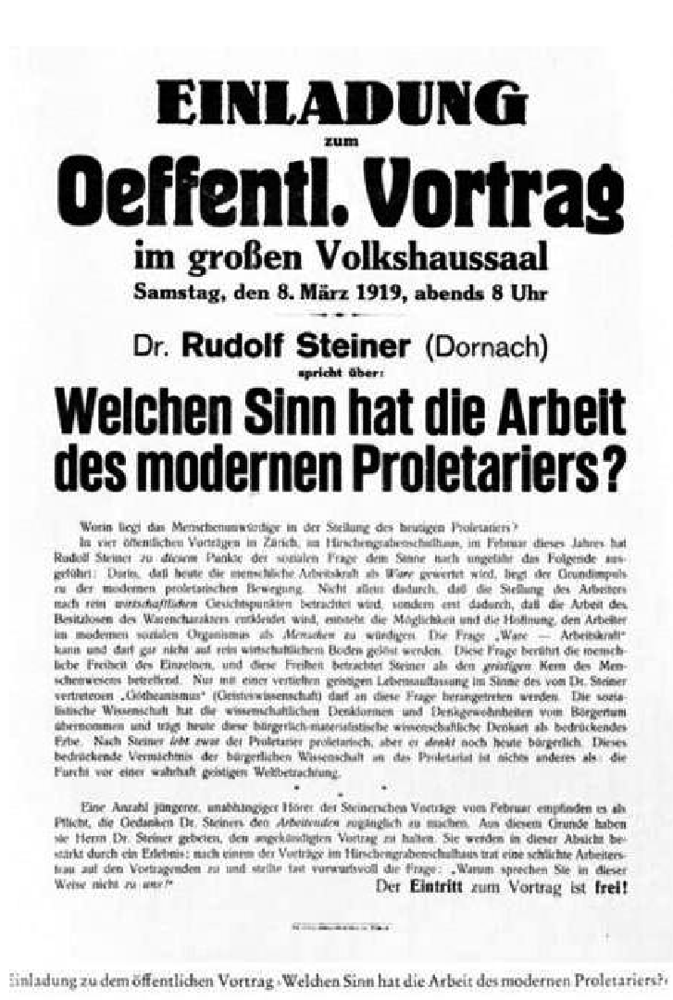 EINLADUNG
zum
Oeffentl. Vortrag
im großen Volkshaussaal
Samstag, den 8. März 1919, abends 8 Uhr
Dr. Rudolf Steiner (Dornach)
spricht über:
Welchen Sinn hat die Arbeit
des modernen Proletariers?
Worin liegt das Menschenunwürdige in der Stellung des heutigen Proletariers?
In vier öffentlichen Vorträgen in Zürich, im Hirschengrabenschulhaus, im Februar dieses Jahres hat
Rudolf Steiner zu diesem Punkte der sozialen Frage dem Sinne nach ungefähr das Folgende aus-
geführt: Darin, daß heute die menschliche Arbeitskraft als Ware gewertet wird, liegt der Grundimpuls
zu der modernen proletarischen Bewegung. Nicht allein dadurch, daß die Stellung des Arbeiters
nach rein wirtschaftlichen Gesichtspunkten betrachtet wird, sondern erst dadurch, daß die Arbeit des
Besitzlosen des Warencharakters entkleidet wird, entsteht die Möglichkeit und die Hoffnung, den Arbeiter
im modernen sozialen Organismus als Menschen zu würdigen. Die Frage „Ware — Arbeitskraft“
kann und darf gar nicht auf rein wirtschaftlichem Boden gelöst werden. Diese Frage berührt die mensch-
liche Freiheit des Einzelnen, und diese Freiheit betrachtet Steiner als den geistigen Kern des Men-
schenwesens betreffend. Nur mit einer vertieften geistigen Lebensauffassung im Sinne des von Dr. Steiner
vertretenen „Götheanismus“ (Geisteswissenschaft) darf an diese Frage herangetreten werden. Die sozia-
listische Wissenschaft hat die wissenschaftlichen Denkformen und Denkgewohnheiten vom Bürgertum
übernommen und trägt heute diese bürgerlich-materialistische wissenschaftliche Denkart als bedrückendes
Erbe. Nach Steiner lebt zwar der Proletarier proletarisch, aber er denkt noch heute bürgerlich. Dieses
bedrückende Vermächtnis der bürgerlichen Wissenschaft an das Proletariat ist nichts anderes als: die
Furcht vor einer wahrhaft geistigen Weltbetrachtung.
* * *
Eine Anzahl jüngerer, unabhängiger Hörer der Steinerschen Vorträge vom Februar empfinden es als
Pflicht, die Gedanken Dr. Steiners den Arbeitenden zugänglich zu machen. Aus diesem Grunde haben
sie Herrn Dr. Steiner gebeten, den angekündigten Vortrag zu halten. Sie werden in dieser Absicht be-
stärkt durch ein Erlebnis: nach einem der Vorträge im Hirschengrabenschulhaus trat eine schlichte Arbeiters-
frau auf den Vortragenden zu und stellte fast vorwurfsvoll die Frage: „Warum sprechen Sie in dieser
Weise nicht zu uns?“ Der Eintritt zum Vortrag ist frei!
Einladung zu dem öffentlichen Vortrag ›Welchen Sinn hat die Arbeit des modernen Proletariers?‹